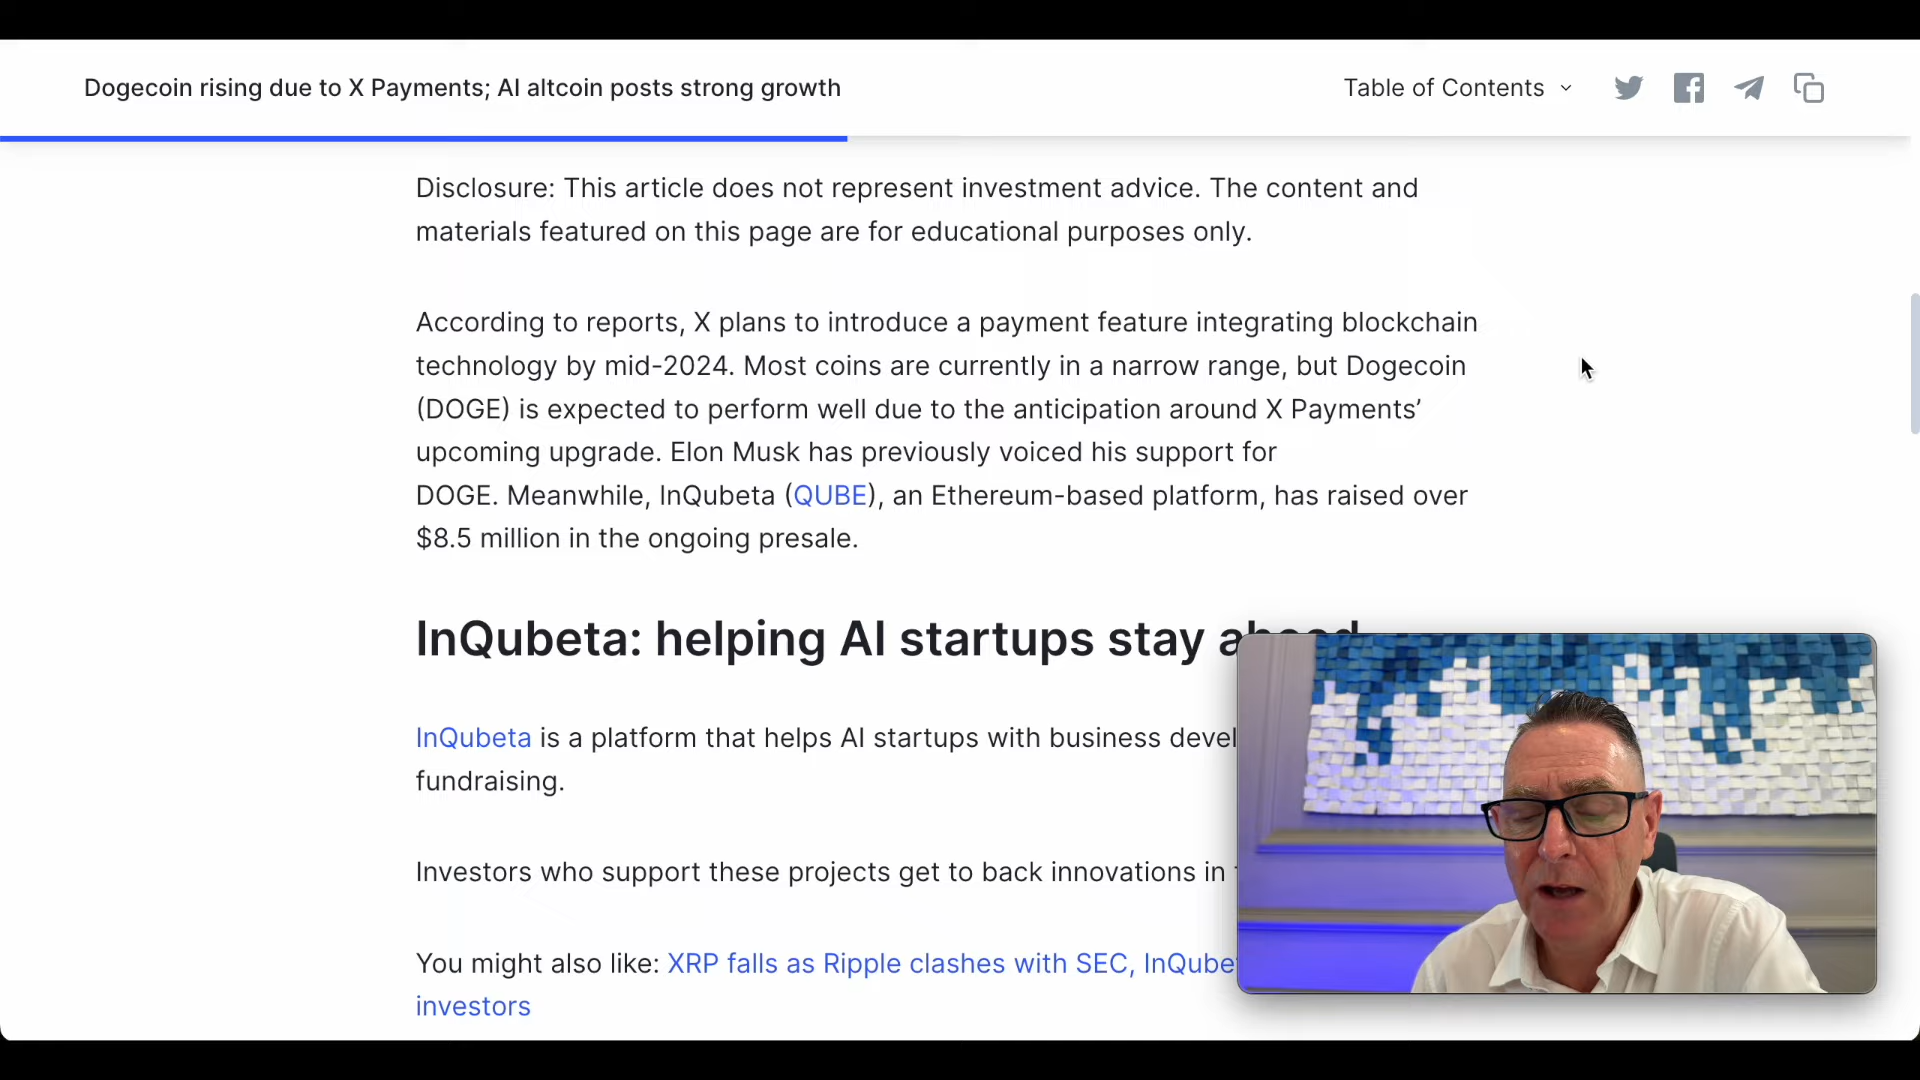 Dogecoin rising due to X Payments; AI altcoin posts strong growth
Table of Contents
Disclosure: This article does not represent investment advice. The content and
materials featured on this page are for educational purposes only.
According to reports, X plans to introduce a payment feature integrating blockchain
technology by mid-2024. Most coins are currently in a narrow range, but Dogecoin
(DOGE) is expected to perform well due to the anticipation around X Payments’
upcoming upgrade. Elon Musk has previously voiced his support for
DOGE. Meanwhile, InQubeta (QUBE), an Ethereum-based platform, has raised over
$8.5 million in the ongoing presale.
InQubeta: helping AI startups stay ahead
InQubeta is a platform that helps AI startups with business devel
fundraising.
Investors who support these projects get to back innovations in
You might also like: XRP falls as Ripple clashes with SEC, InQube
investors